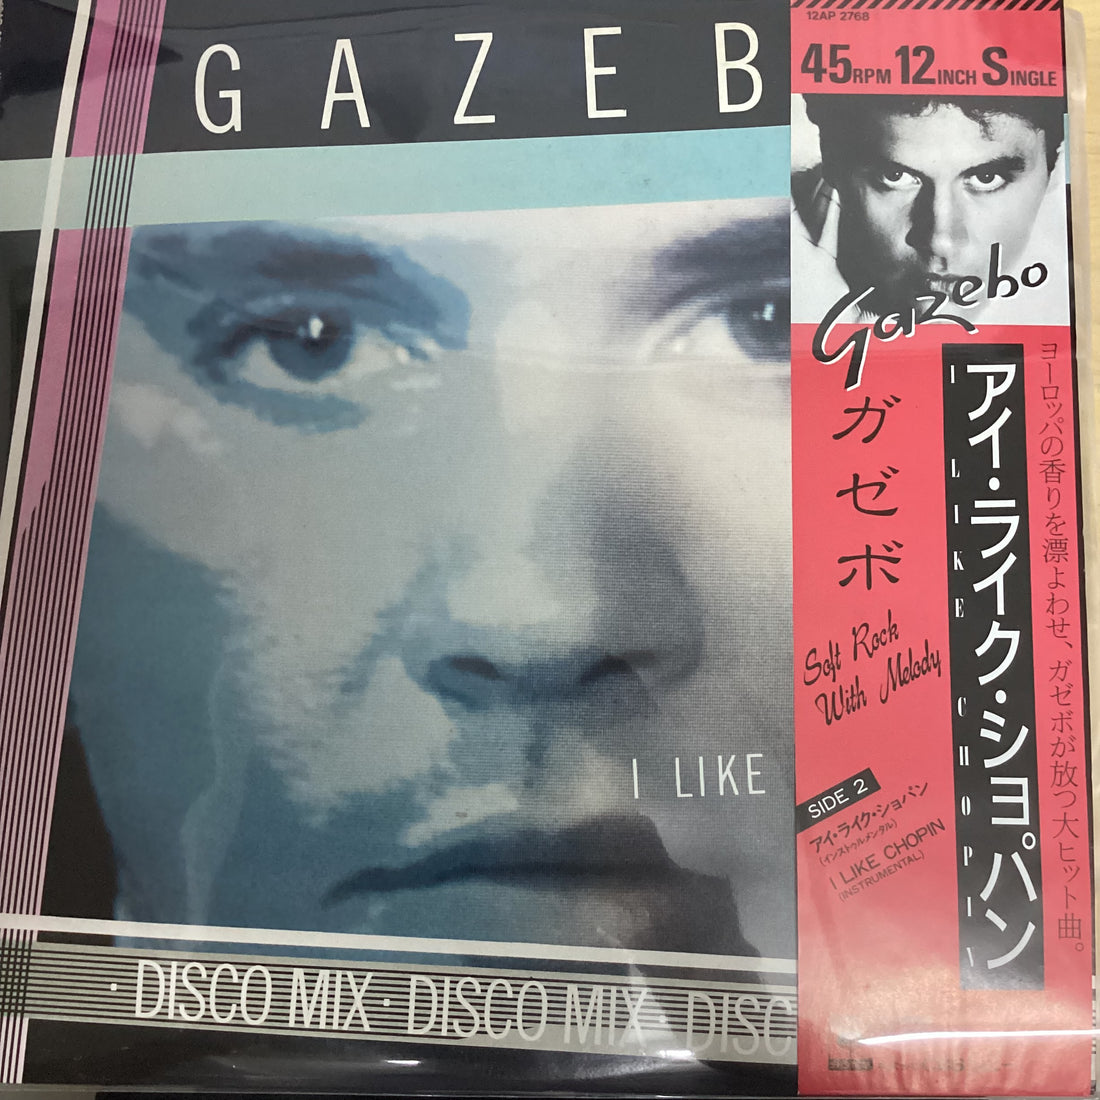 GAZEB
I LIKE
· DISCO MIX · DISCO MIX · DISC
12AP 2768
45RPM 12INCH SINGLE
Gazebo
ガゼボ
Soft Rock
With Melody
I LIKE CHOPIN
アイ・ライク・ショパン
ヨーロッパの香りを漂よわせ、ガゼボが放つ大ヒット曲。
SIDE 2
アイ・ライク・ショパン
(インストゥルメンタル)
I LIKE CHOPIN
(INSTRUMENTAL)